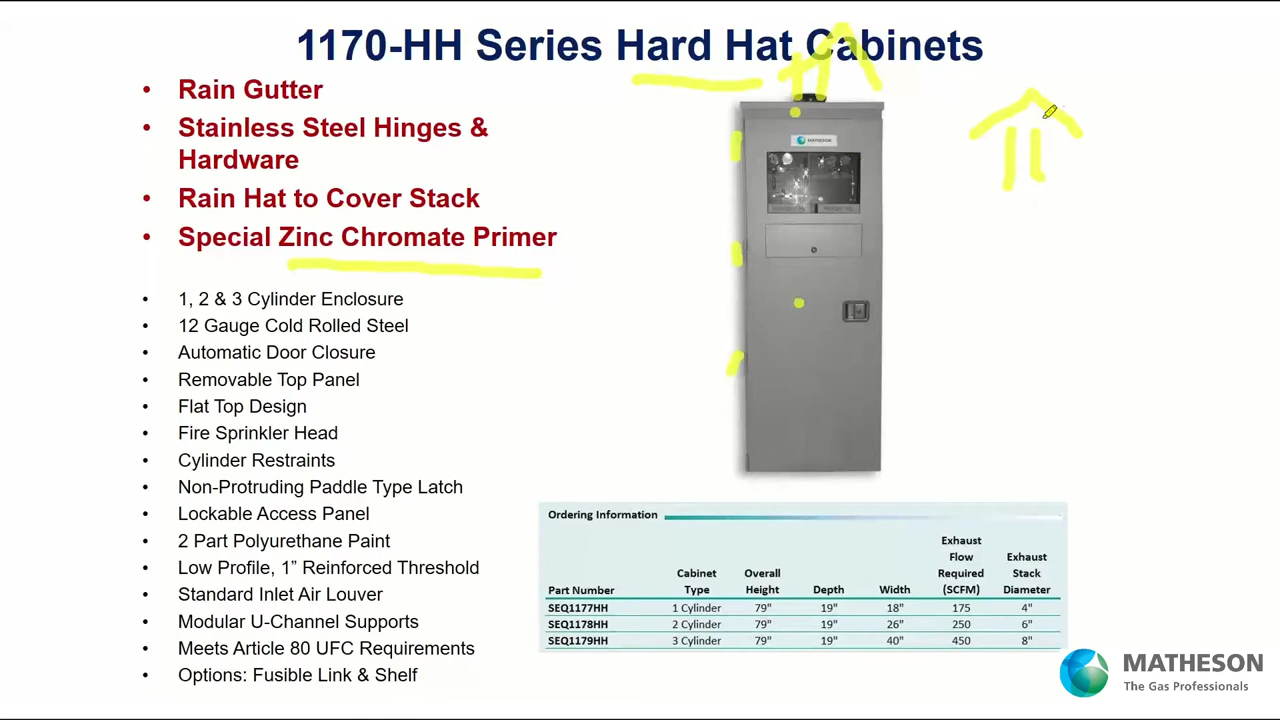 1170-HH Series Hard Hat Cabinets
• Rain Gutter
• Stainless Steel Hinges &
Hardware
• Rain Hat to Cover Stack
• Special Zinc Chromate Primer
• 1, 2 & 3 Cylinder Enclosure
• 12 Gauge Cold Rolled Steel
• Automatic Door Closure
• Removable Top Panel
• Flat Top Design
• Fire Sprinkler Head
• Cylinder Restraints
• Non-Protruding Paddle Type Latch
• Lockable Access Panel
• 2 Part Polyurethane Paint
• Low Profile, 1” Reinforced Threshold
• Standard Inlet Air Louver
• Modular U-Channel Supports
• Meets Article 80 UFC Requirements
• Options: Fusible Link & Shelf
MATHESON
Ordering Information
Part Number Cabinet Type Overall Height Depth Width Exhaust Flow Required (SCFM) Exhaust Stack Diameter
SEQ1177HH 1 Cylinder 79" 19" 18" 175 4"
SEQ1178HH 2 Cylinder 79" 19" 26" 250 6"
SEQ1179HH 3 Cylinder 79" 19" 40" 450 8"
MATHESON
The Gas Professionals